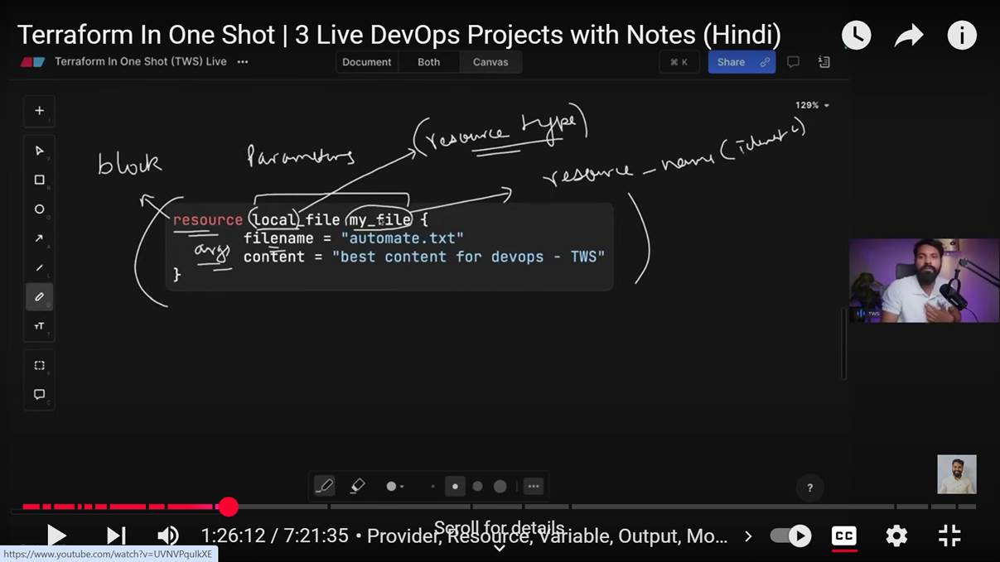 Terraform In One Shot | 3 Live DevOps Projects with Notes (Hindi)
Terraform In One Shot (TWS) Live
Document Both Canvas
⌘ K
Share
129%
block
Parameters
(resource type)
resource_name
resource local_file my_file {
filename = "automate.txt"
args
content = "best content for devops - TWS"
}
TWS
?
Scroll for details
1:26:12 / 7:21:35 • Provider, Resource, Variable, Output, Mo...
CC
https://www.youtube.com/watch?v=UVNVPquIkXE